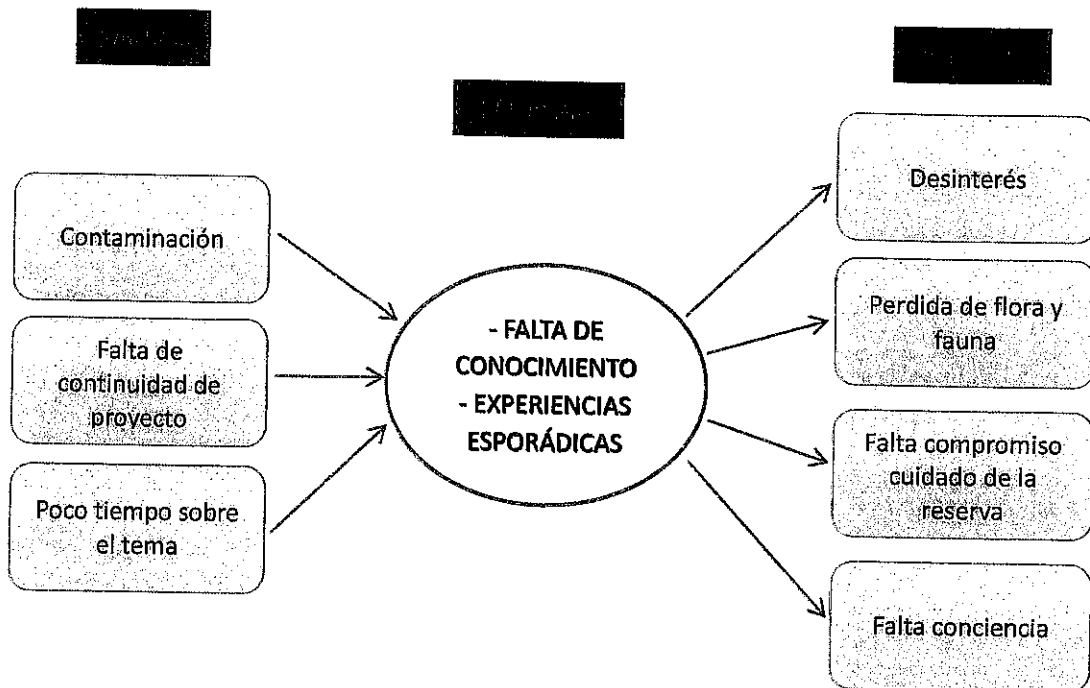 Contaminación
Falta de
continuidad de
proyecto
Poco tiempo sobre
el tema
- FALTA DE
CONOCIMIENTO
- EXPERIENCIAS
ESPORÁDICAS
Desinterés
Perdida de flora y
fauna
Falta compromiso
cuidado de la
reserva
Falta conciencia